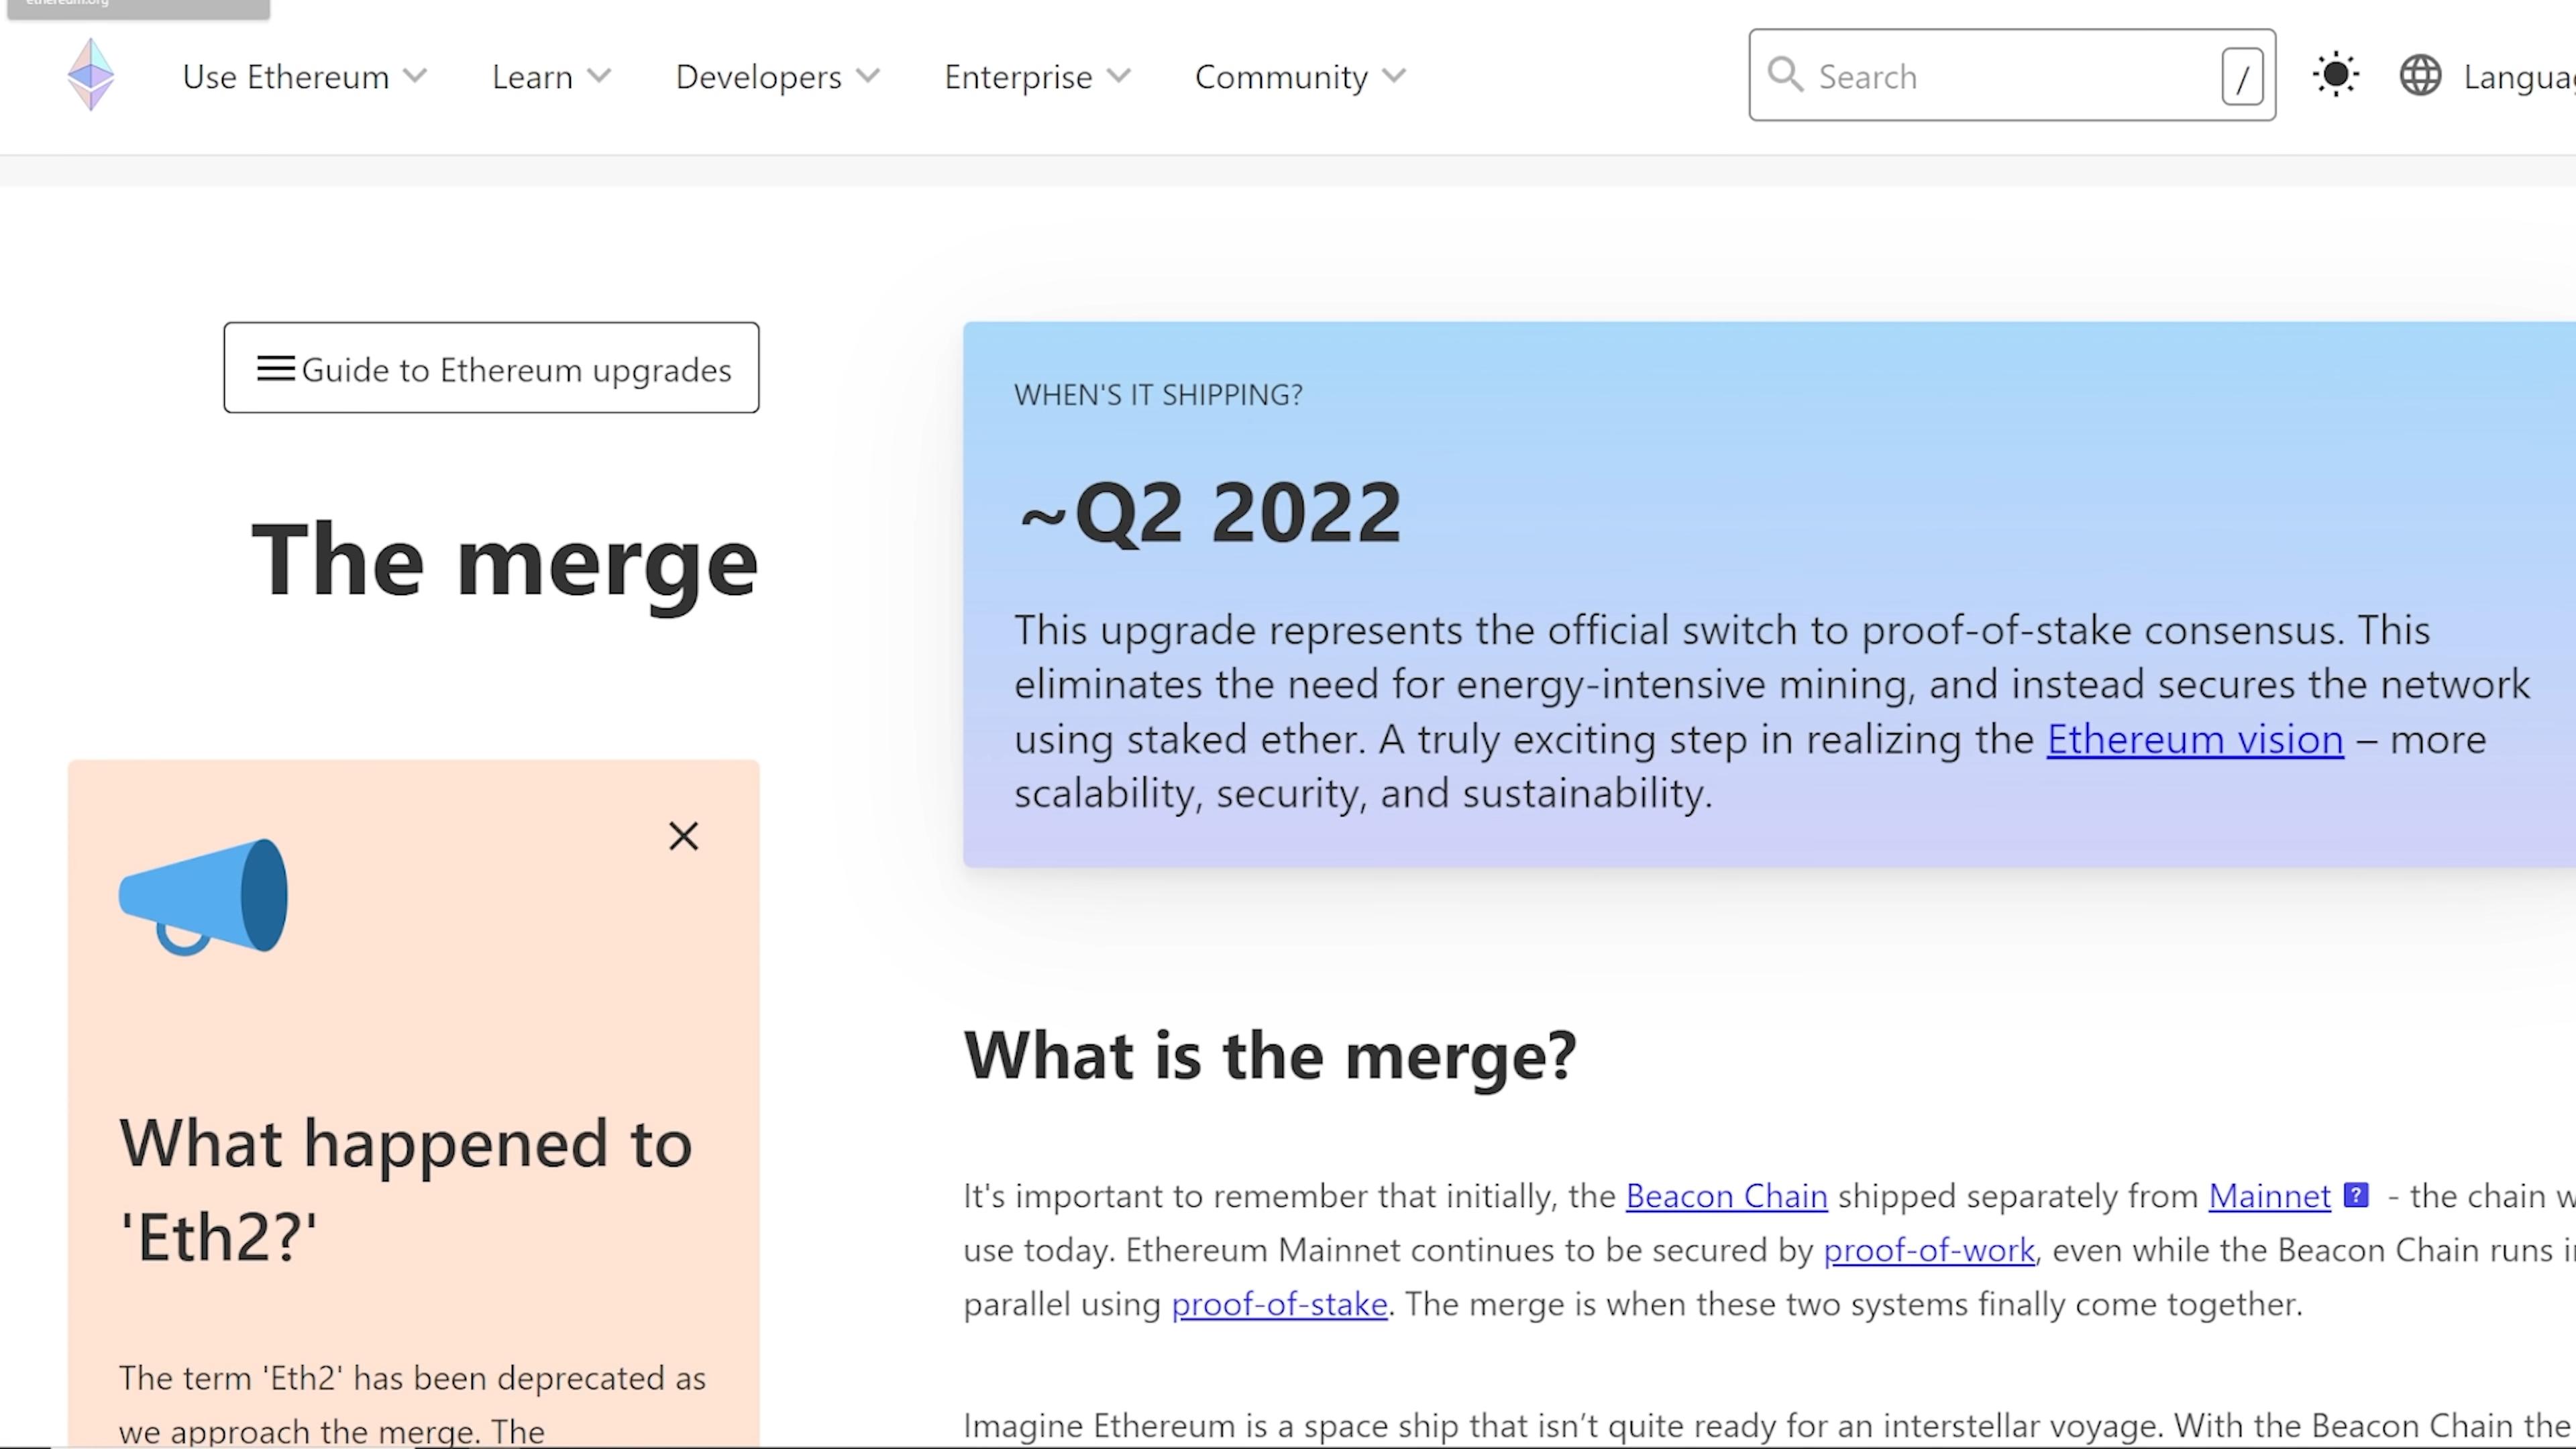 ethereum.org
Use Ethereum
Learn
Developers
Enterprise
Community
Search
/
Guide to Ethereum upgrades
The merge
WHEN'S IT SHIPPING?
~Q2 2022
This upgrade represents the official switch to proof-of-stake consensus. This
eliminates the need for energy-intensive mining, and instead secures the network
using staked ether. A truly exciting step in realizing the Ethereum vision – more
scalability, security, and sustainability.
What happened to
'Eth2?'
The term 'Eth2' has been deprecated as
we approach the merge. The
What is the merge?
It's important to remember that initially, the Beacon Chain shipped separately from Mainnet ? - the chain
use today. Ethereum Mainnet continues to be secured by proof-of-work, even while the Beacon Chain runs
parallel using proof-of-stake. The merge is when these two systems finally come together.
Imagine Ethereum is a space ship that isn’t quite ready for an interstellar voyage. With the Beacon Chain the